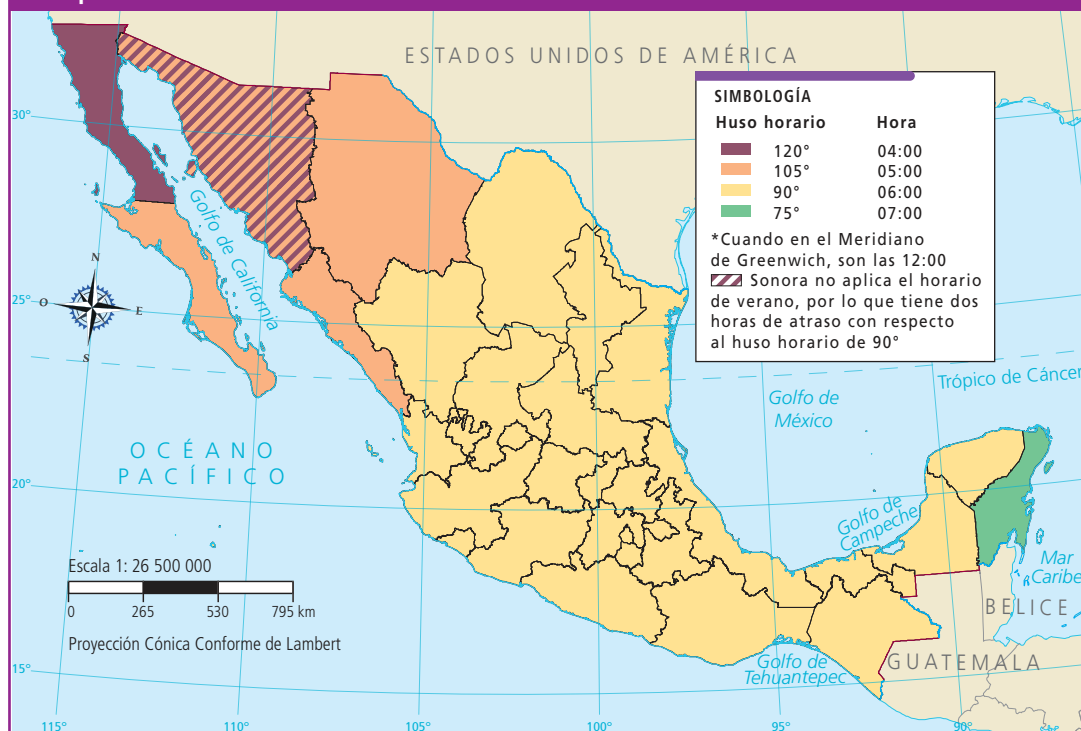 ESTADOS UNIDOS DE AMÉRICA
SIMBOLOGÍA
Huso horario Hora
120° 04:00
105° 05:00
90° 06:00
75° 07:00
*Cuando en el Meridiano
de Greenwich, son las 12:00
Sonora no aplica el horario
de verano, por lo que tiene dos
horas de atraso con respecto
al huso horario de 90°
30°
25°
20°
15°
Golfo de California
N
O
E
S
Trópico de Cáncer
Golfo de
México
OCÉANO
PACÍFICO
Golfo de
Campeche
Mar
Caribe
BELICE
GUATEMALA
Golfo de
Tehuantepec
Escala 1: 26 500 000
0 265 530 795 km
Proyección Cónica Conforme de Lambert
115° 110° 105° 100° 95° 90°